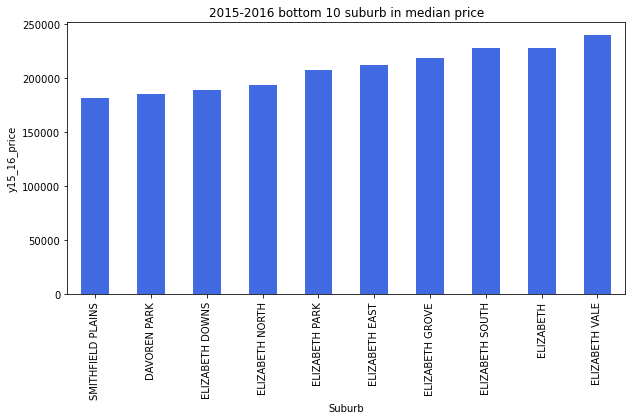 2015-2016 bottom 10 suburb in median price
y15_16_price
250000
200000
150000
100000
50000
0
SMITHFIELD PLAINS
DAVOREN PARK
ELIZABETH DOWNS
ELIZABETH NORTH
ELIZABETH PARK
ELIZABETH EAST
ELIZABETH GROVE
ELIZABETH SOUTH
ELIZABETH
ELIZABETH VALE
Suburb